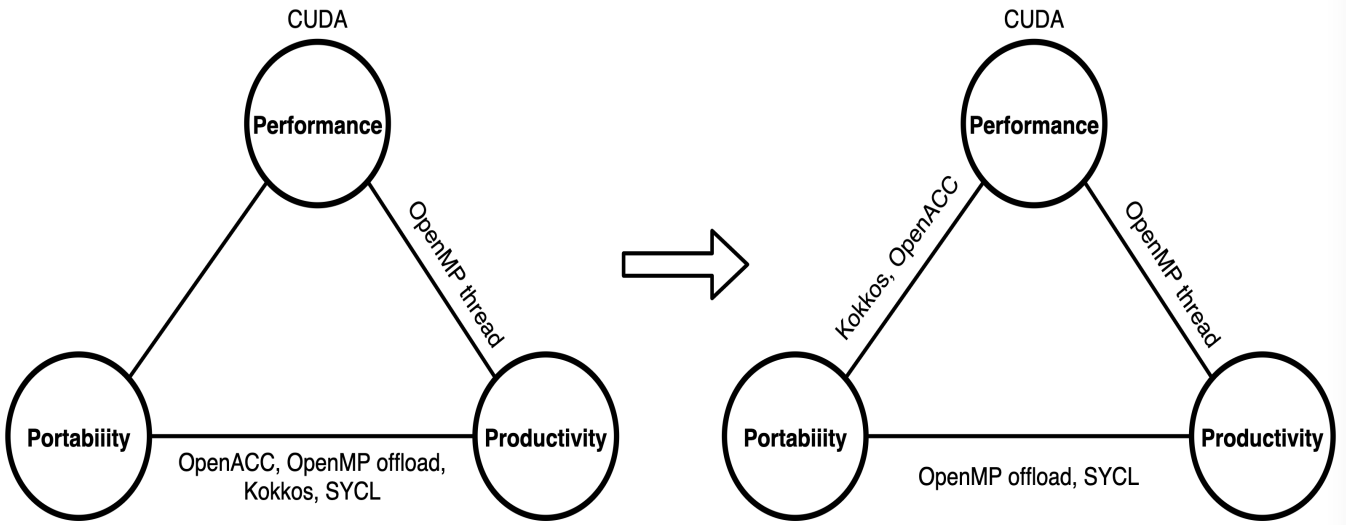 CUDA
Performance
OpenMP thread
Portabiiity
Productivity
OpenACC, OpenMP offload,
Kokkos, SYCL
CUDA
Performance
Kokkos, OpenACC
OpenMP thread
Portabiiity
Productivity
OpenMP offload, SYCL